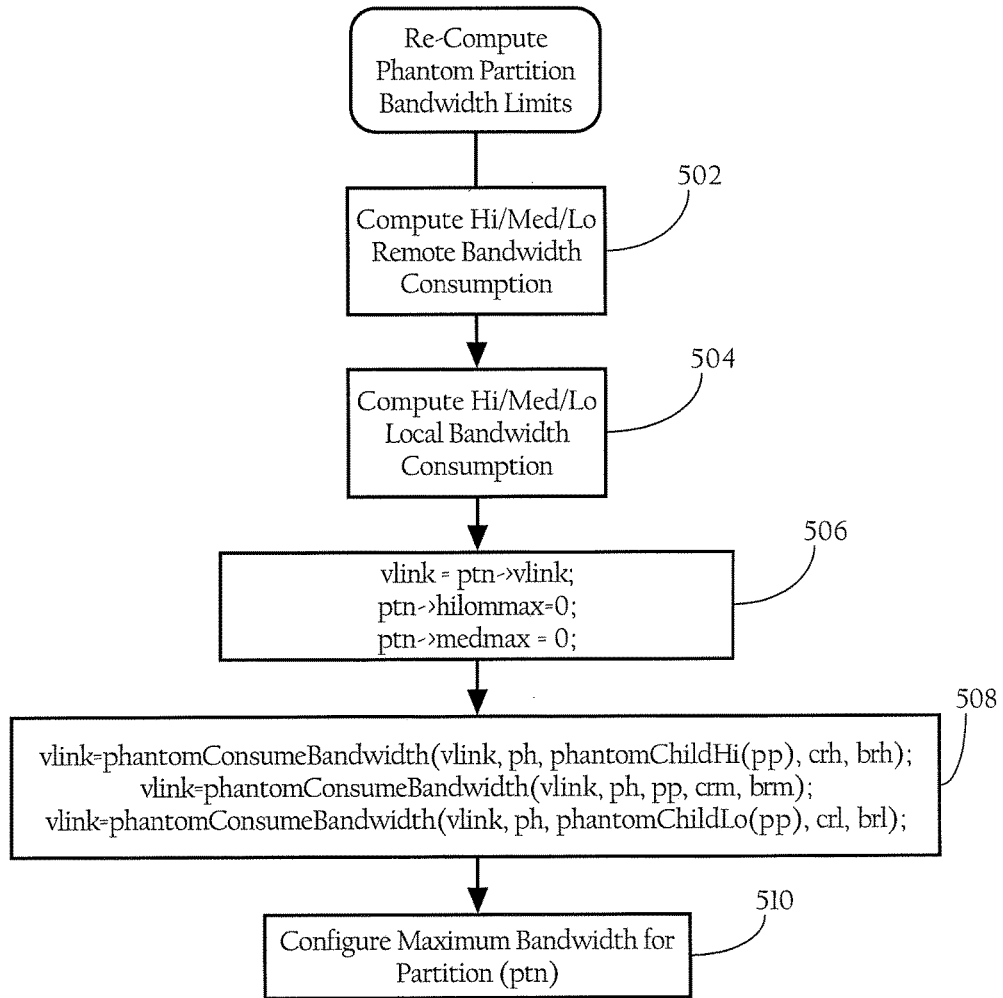 Re-Compute
Phantom Partition
Bandwidth Limits
502
Compute Hi/Med/Lo
Remote Bandwidth
Consumption
504
Compute Hi/Med/Lo
Local Bandwidth
Consumption
506
vlink = ptn->vlink;
ptn->hilommax=0;
ptn->medmax = 0;
508
vlink=phantomConsumeBandwidth(vlink, ph, phantomChildHi(pp), crh, brh);
vlink=phantomConsumeBandwidth(vlink, ph, pp, crm, brm);
vlink=phantomConsumeBandwidth(vlink, ph, phantomChildLo(pp), crl, brl);
510
Configure Maximum Bandwidth for
Partition (ptn)